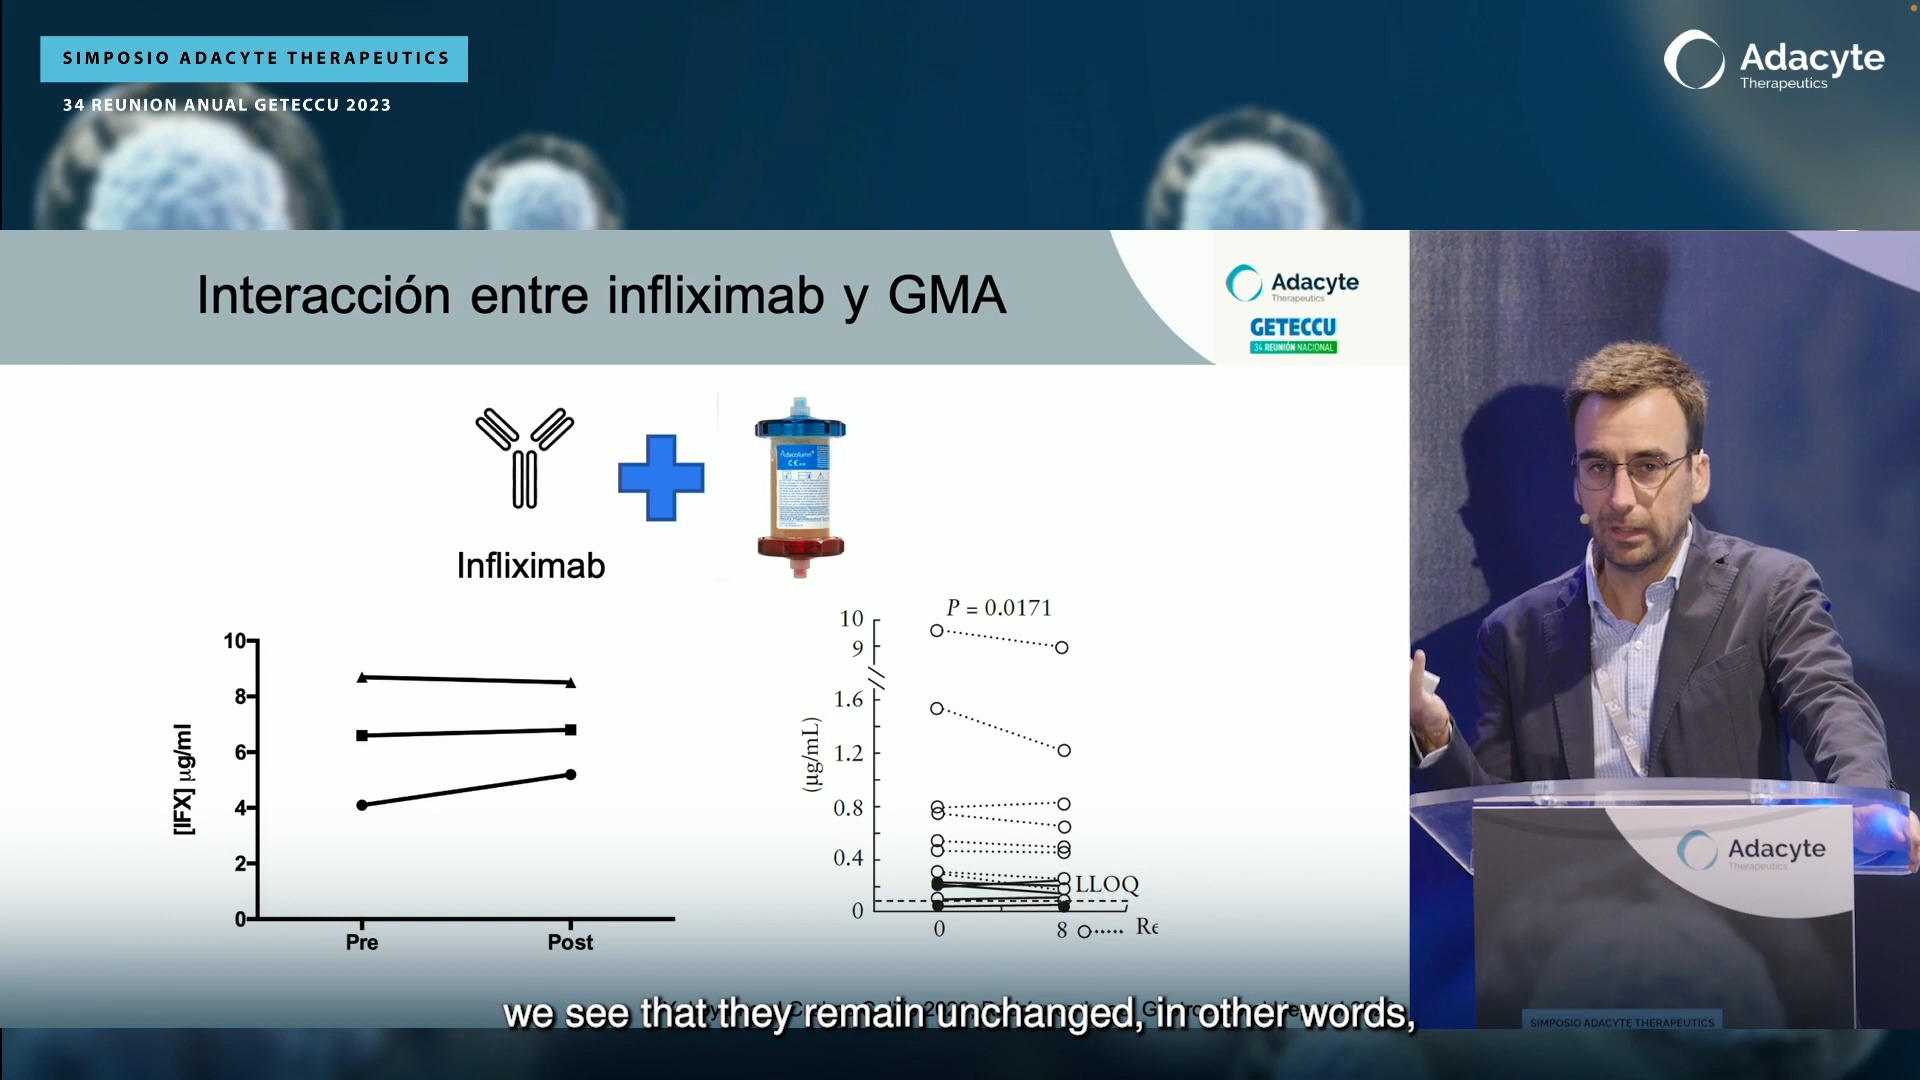 SIMPOSIO ADACYTE THERAPEUTICS
34 REUNION ANUAL GETECCU 2023
Adacyte
Therapeutics
Interacción entre infliximab y GMA
Adacyte
Therapeutics
GETECCU
34 REUNIÓN NACIONAL
Adacolumn
CE
Infliximab
[IFX] µg/ml
10
8
6
4
2
0
Pre
Post
P = 0.0171
(µg/mL)
10
9
1.6
1.2
0.8
0.4
0
LLOQ
0
8
Re
Adacyte
Therapeutics
SIMPOSIO ADACYTE THERAPEUTICS
we see that they remain unchanged, in other words,